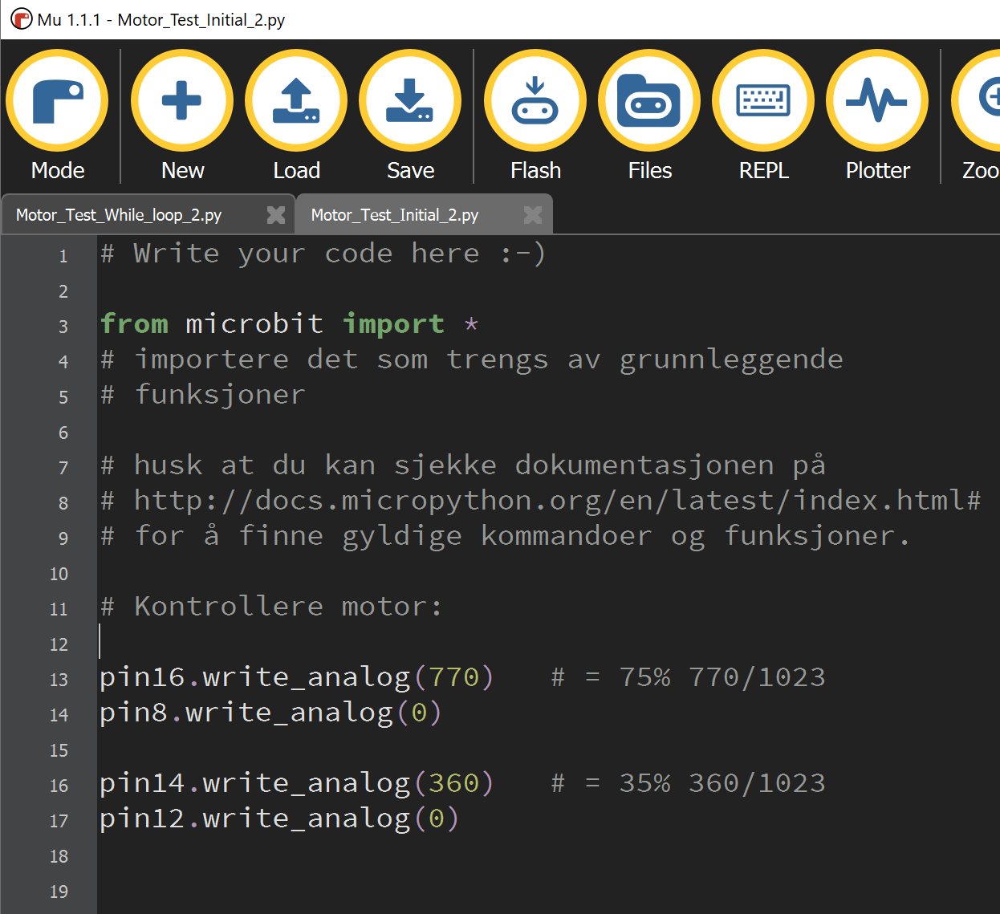 Mu 1.1.1 - Motor_Test_Initial_2.py
Mode New Load Save Flash Files REPL Plotter Zoo
Motor_Test_While_loop_2.py Motor_Test_Initial_2.py
1 # Write your code here :-)
2
3 from microbit import *
4 # importere det som trengs av grunnleggende
5 # funksjoner
6
7 # husk at du kan sjekke dokumentasjonen på
8 # http://docs.micropython.org/en/latest/index.html#
9 # for å finne gyldige kommandoer og funksjoner.
10
11 # Kontrollere motor:
12
13 pin16.write_analog(770) # = 75% 770/1023
14 pin8.write_analog(0)
15
16 pin14.write_analog(360) # = 35% 360/1023
17 pin12.write_analog(0)
18
19